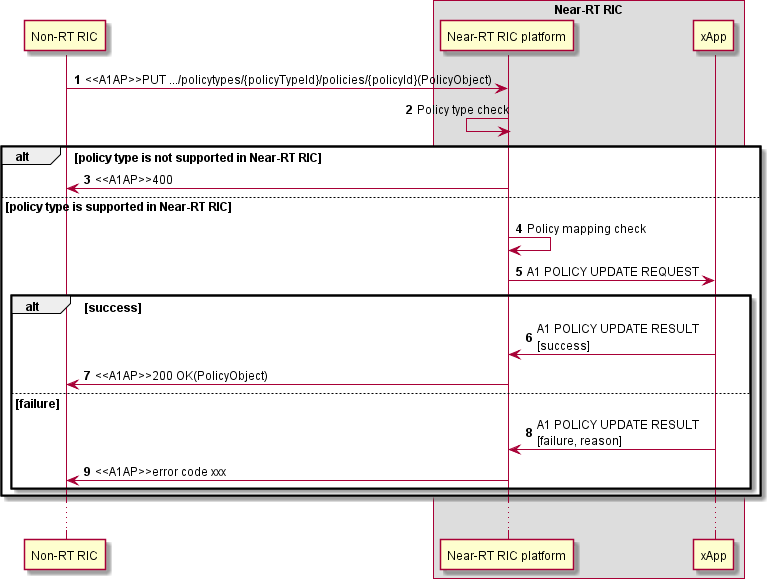 Near-RT RIC
Non-RT RIC
Near-RT RIC platform
xApp
1 <<A1AP>>PUT .../policytypes/{policyTypeId}/policies/{policyId}(PolicyObject)
2 Policy type check
alt [policy type is not supported in Near-RT RIC]
3 <<A1AP>>400
[policy type is supported in Near-RT RIC]
4 Policy mapping check
5 A1 POLICY UPDATE REQUEST
alt [success]
6 A1 POLICY UPDATE RESULT
[success]
7 <<A1AP>>200 OK(PolicyObject)
[failure]
8 A1 POLICY UPDATE RESULT
[failure, reason]
9 <<A1AP>>error code xxx
Non-RT RIC
Near-RT RIC platform
xApp